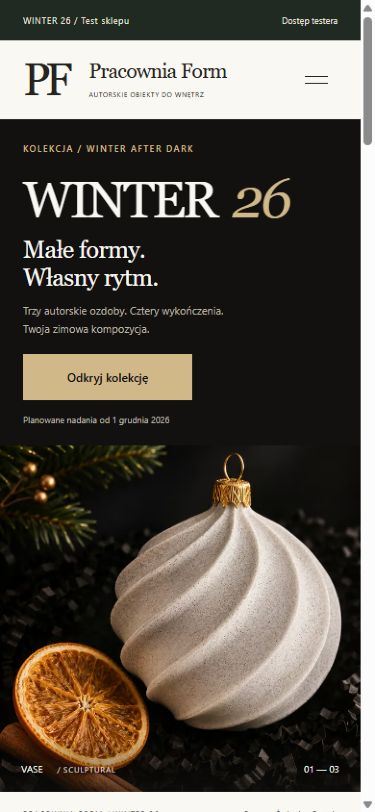 WINTER 26 / Test sklepu
Dostęp testera
PF
Pracownia Form
AUTORSKIE OBIEKTY DO WNĘTRZ
KOLEKCJA / WINTER AFTER DARK
WINTER 26
Małe formy.
Własny rytm.
Trzy autorskie ozdoby. Cztery wykończenia.
Twoja zimowa kompozycja.
Odkryj kolekcję
Planowane nadania od 1 grudnia 2026
VASE / SCULPTURAL
01 — 03